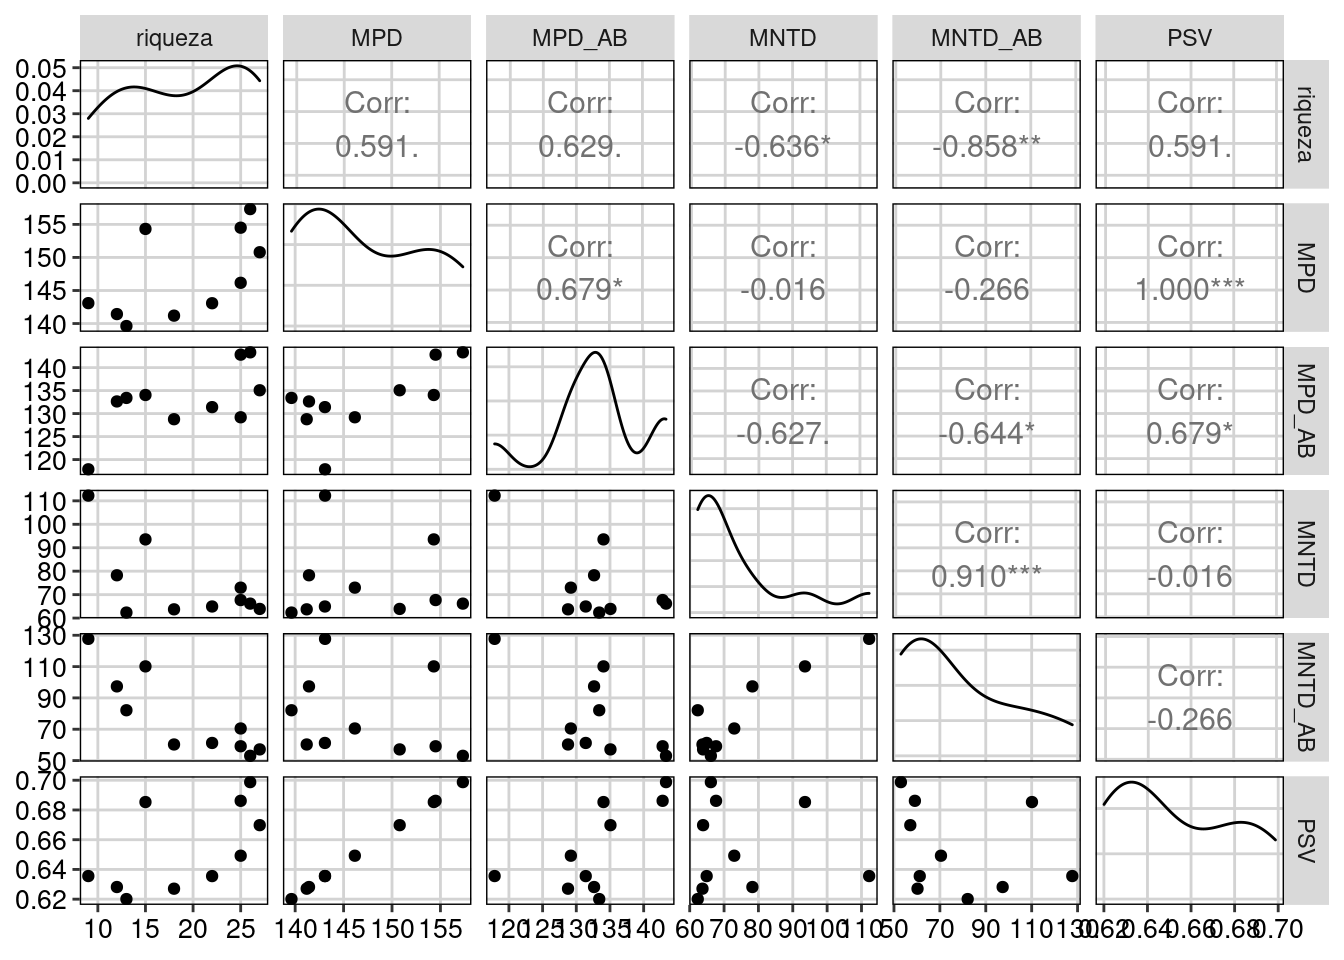 riqueza MPD MPD_AB MNTD MNTD_AB PSV
0.05
0.04
0.03
0.02
0.01
0.00
Corr:
0.591.
Corr:
0.629.
Corr:
-0.636*
Corr:
-0.858**
Corr:
0.591.
riqueza
155
150
145
140
Corr:
0.679*
Corr:
-0.016
Corr:
-0.266
Corr:
1.000***
MPD
140
135
130
125
120
Corr:
-0.627.
Corr:
-0.644*
Corr:
0.679*
MPD_AB
110
100
90
80
70
60
Corr:
0.910***
Corr:
-0.016
MNTD
130
110
90
70
50
Corr:
-0.266
MNTD_AB
0.70
0.68
0.66
0.64
0.62
PSV
10 15 20 25 140 145 150 155 120 125 130 135 140 60 70 80 90 100 110 50 70 90 110 130 0.62 0.64 0.66 0.68 0.70